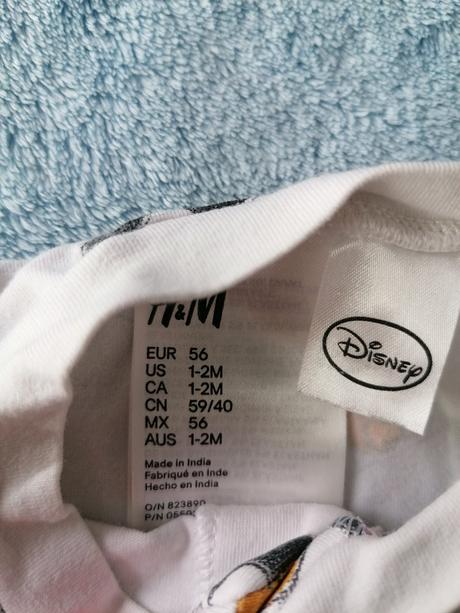 H&M
EUR 56
US 1-2M
CA 1-2M
CN 59/40
MX 56
AUS 1-2M
Made in India
Fabriqué en Inde
Hecho en India
O/N 823890
P/N
Disney